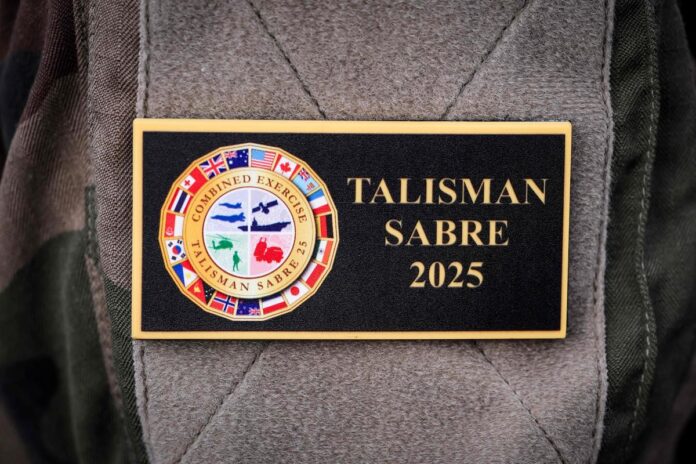 COMBINED EXERCISE
TALISMAN SABRE 25
TALISMAN
SABRE
2025